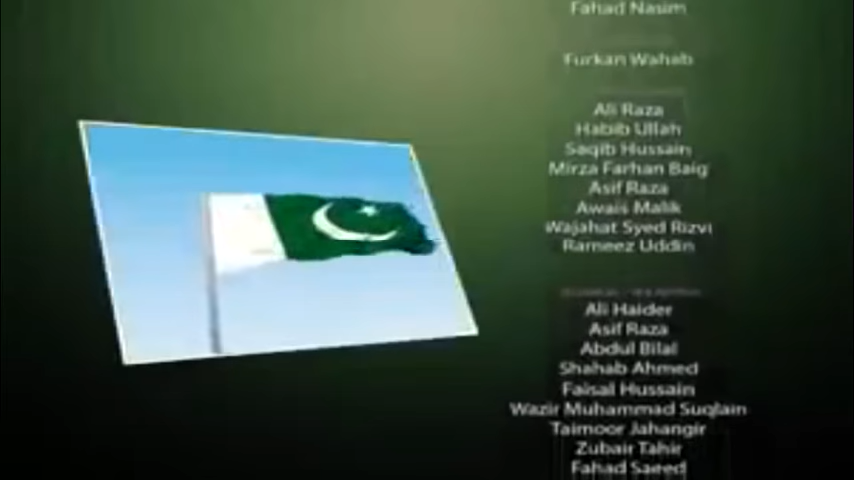 Fahad Nasim
Furkan Wahab
Ali Raza
Habib Ullah
Saqib Hussain
Mirza Farhan Baig
Asif Raza
Awais Malik
Wajahat Syed Rizvi
Rameez Uddin
Ali Haider
Asif Raza
Abdul Bilal
Shahab Ahmed
Faisal Hussain
Wazir Muhammad Suqlain
Taimoor Jahangir
Zubair Tahir
Fahad Saeed